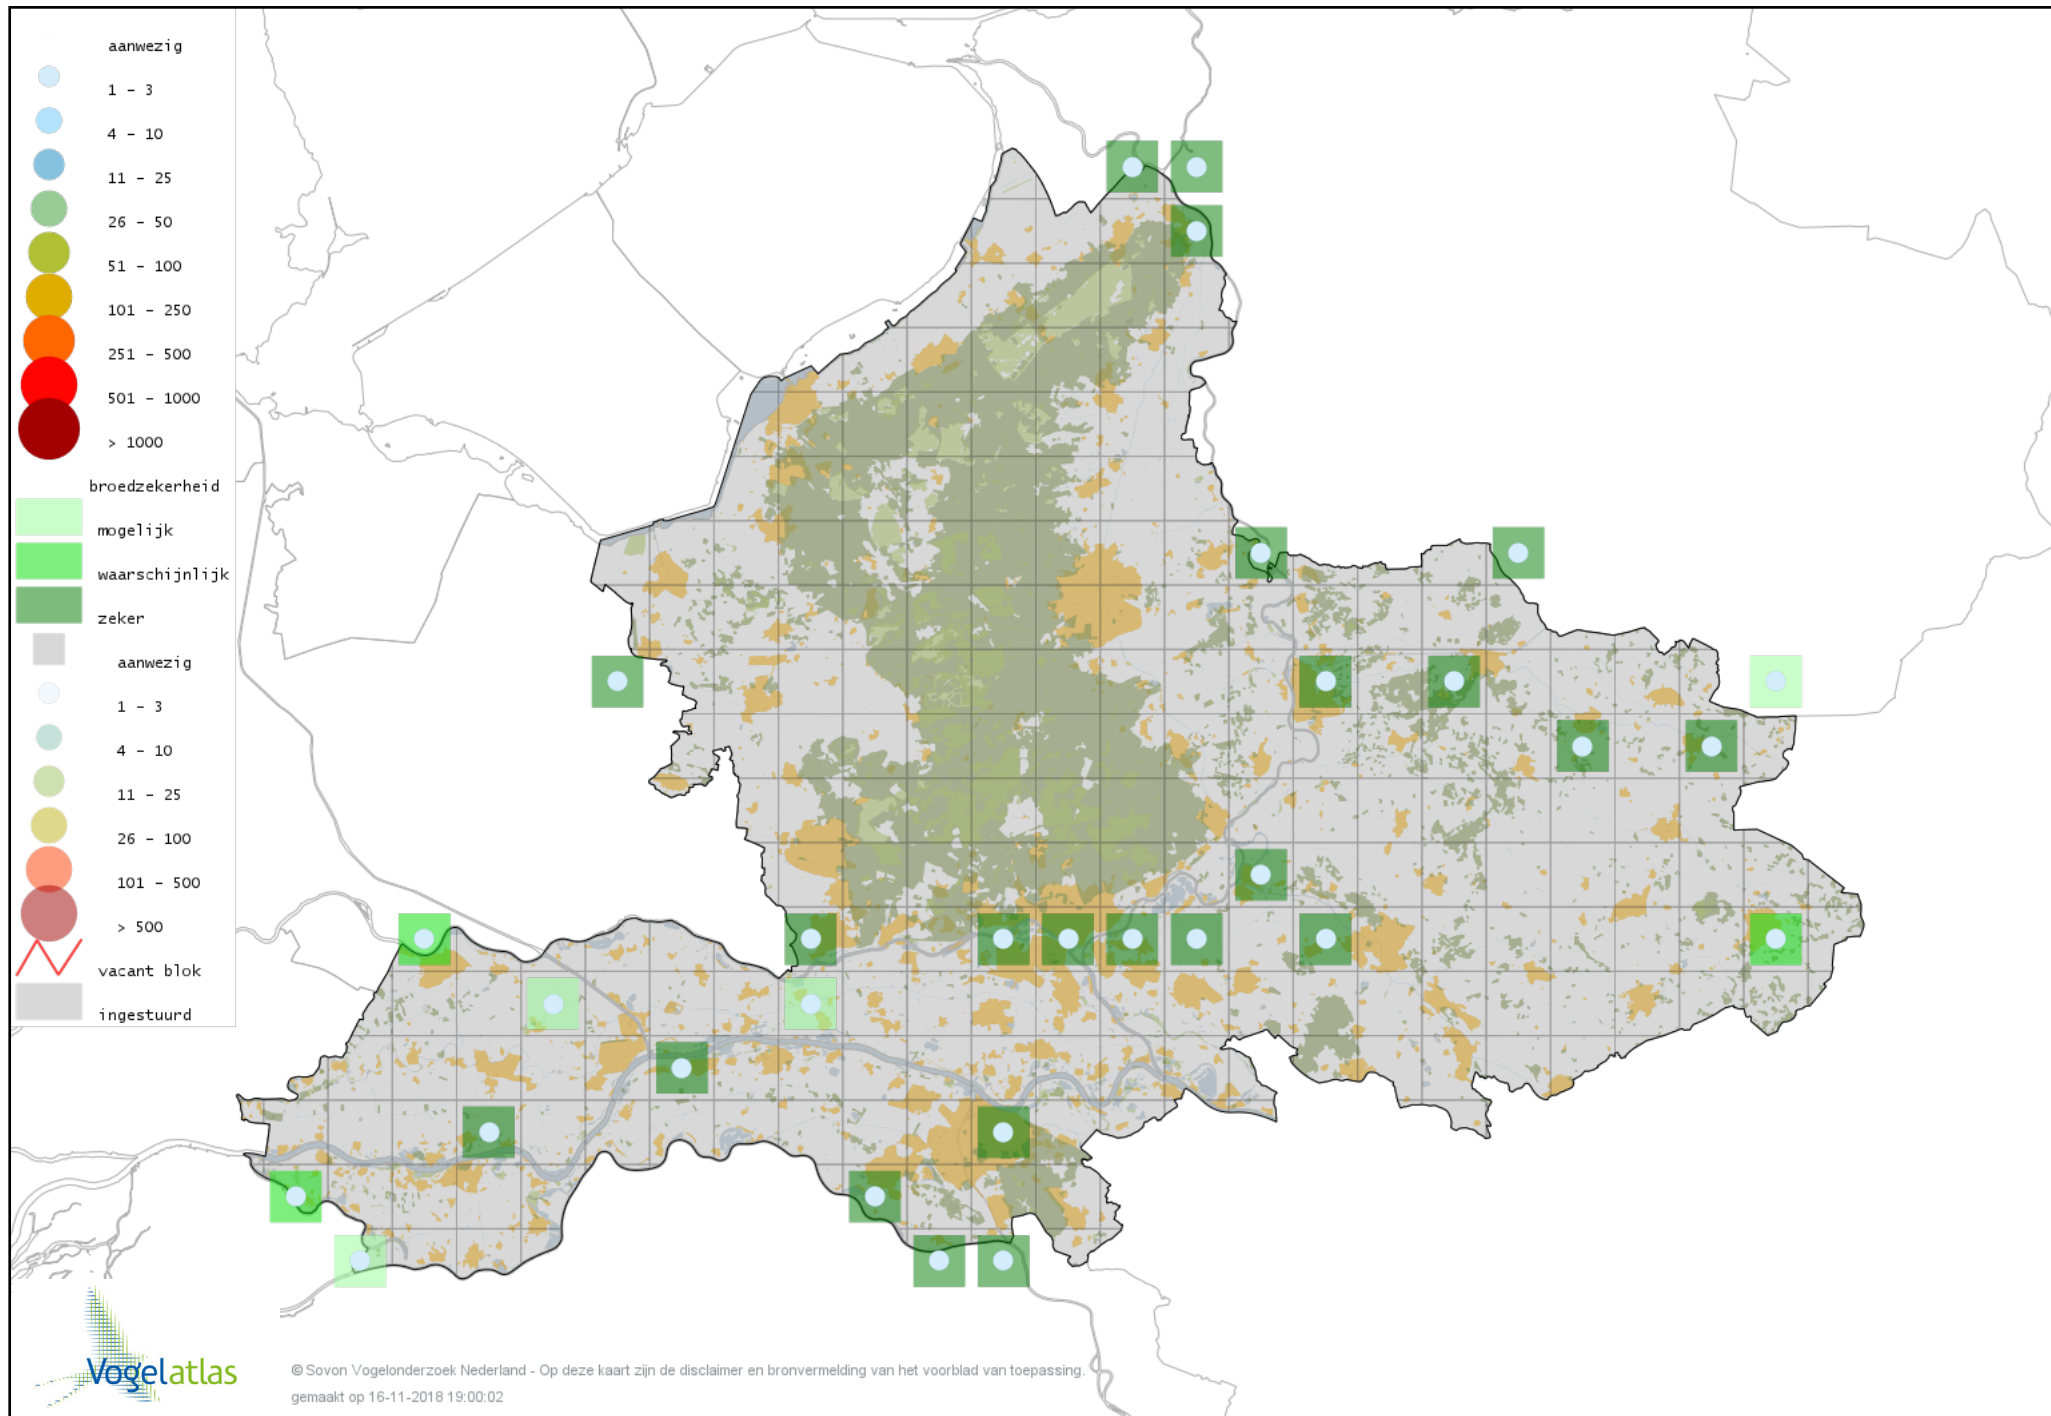 aanwezig
1 - 3
4 - 10
11 - 25
26 - 50
51 - 100
101 - 250
251 - 500
501 - 1000
> 1000
broedzekerheid
mogelijk
waarschijnlijk
zeker
aanwezig
1 - 3
4 - 10
11 - 25
26 - 100
101 - 500
> 500
vacant blok
ingestuurd
Vogelatlas
© Sovon Vogelonderzoek Nederland - Op deze kaart zijn de disclaimer en bronvermelding van het voorblad van toepassing.
gemaakt op 16-11-2018 19:00:02